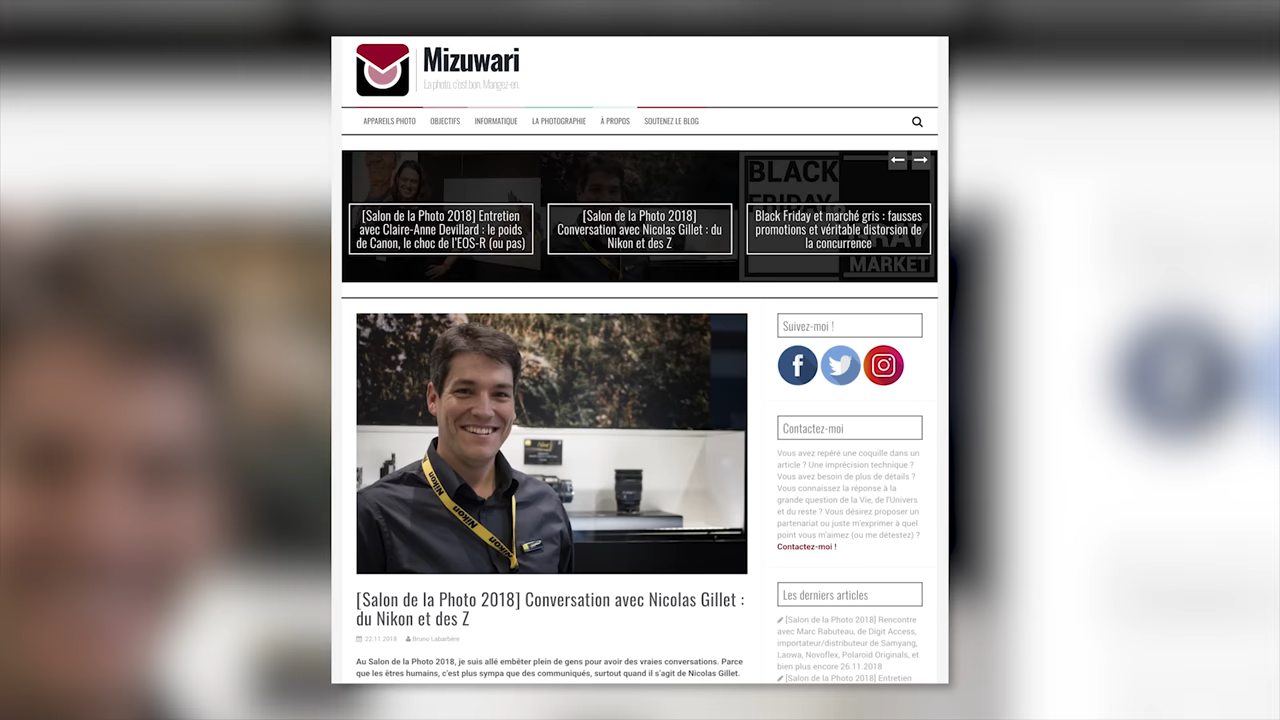 Mizuwari
La photo, c'est bon. Mangez-en.
APPAREILS PHOTO
OBJECTIFS
INFORMATIQUE
LA PHOTOGRAPHIE
À PROPOS
SOUTENEZ LE BLOG
[Salon de la Photo 2018] Entretien
avec Claire-Anne Devillard : le poids
de Canon, le choc de l'EOS-R (ou pas)
[Salon de la Photo 2018]
Conversation avec Nicolas Gillet : du
Nikon et des Z
BLACK
FRIDAY
Black Friday et marché gris : fausses
promotions et véritable distorsion de
la concurrence
MARKET
Nikon
Nikon
[Salon de la Photo 2018] Conversation avec Nicolas Gillet :
du Nikon et des Z
22.11.2018 Bruno Labarbère
Au Salon de la Photo 2018, je suis allé embêter plein de gens pour avoir des vraies conversations. Parce
que les êtres humains, c'est plus sympa que des communiqués, surtout quand il s'agit de Nicolas Gillet.
Suivez-moi !
Contactez-moi
Vous avez repéré une coquille dans un
article ? Une imprécision technique ?
Vous avez besoin de plus de détails ?
Vous connaissez la réponse à la
grande question de la Vie, de l'Univers
et du reste ? Vous désirez proposer un
partenariat ou juste m'exprimer à quel
point vous m'aimez (ou me détestez) ?
Contactez-moi !
Les derniers articles
[Salon de la Photo 2018] Rencontre
avec Marc Rabuteau, de Digit Access,
importateur/distributeur de Samyang,
Laowa, Novoflex, Polaroid Originals, et
bien plus encore 26.11.2018
[Salon de la Photo 2018] Entretien